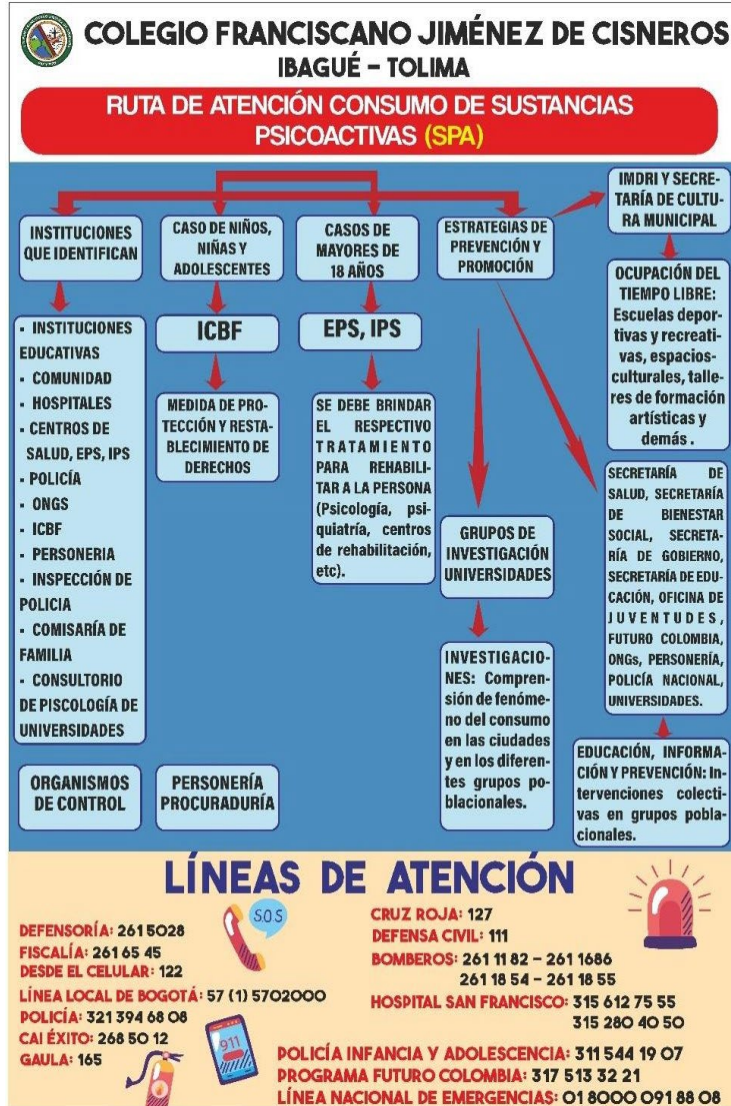 COLEGIO FRANCISCANO JIMÉNEZ DE CISNEROS
IBAGUÉ – TOLIMA
RUTA DE ATENCIÓN CONSUMO DE SUSTANCIAS
PSICOACTIVAS (SPA)
INSTITUCIONES
QUE IDENTIFICAN
- INSTITUCIONES
EDUCATIVAS
- COMUNIDAD
- HOSPITALES
- CENTROS DE
SALUD, EPS, IPS
- POLICÍA
- ONGS
- ICBF
- PERSONERIA
- INSPECCIÓN DE
POLICIA
- COMISARÍA DE
FAMILIA
- CONSULTORIO
DE PISCOLOGÍA DE
UNIVERSIDADES
CASO DE NIÑOS,
NIÑAS Y
ADOLESCENTES
ICBF
MEDIDA DE PRO-
TECCIÓN Y RESTA-
BLECIMIENTO DE
DERECHOS
CASOS DE
MAYORES DE
18 AÑOS
EPS, IPS
SE DEBE BRINDAR
EL RESPECTIVO
TRATAMIENTO
PARA REHABILI-
TAR A LA PERSONA
(Psicología, psi-
quiatría, centros
de rehabilitación,
etc).
ESTRATEGIAS DE
PREVENCIÓN Y
PROMOCIÓN
GRUPOS DE
INVESTIGACIÓN
UNIVERSIDADES
INVESTIGACIO-
NES: Compren-
sión de fenóme-
no del consumo
en las ciudades
y en los diferen-
tes grupos po-
blacionales.
IMDRI Y SECRE-
TARÍA DE CULTU-
RA MUNICIPAL
OCUPACIÓN DEL
TIEMPO LIBRE:
Escuelas depor-
tivas y recreati-
vas, espacios-
culturales, talle-
res de formación
artísticas y
demás .
SECRETARÍA DE
SALUD, SECRETARÍA
DE BIENESTAR
SOCIAL, SECRETA-
RÍA DE GOBIERNO,
SECRETARÍA DE EDU-
CACIÓN, OFICINA DE
JUVENTUDES,
FUTURO COLOMBIA,
ONGs, PERSONERÍA,
POLICÍA NACIONAL,
UNIVERSIDADES.
EDUCACIÓN, INFORMA-
CIÓN Y PREVENCIÓN: In-
tervenciones colecti-
vas en grupos pobla-
cionales.
ORGANISMOS
DE CONTROL
PERSONERÍA
PROCURADURÍA
LÍNEAS DE ATENCIÓN
DEFENSORÍA: 261 5028
FISCALÍA: 261 65 45
DESDE EL CELULAR: 122
LÍNEA LOCAL DE BOGOTÁ: 57 (1) 5702000
POLICÍA: 321 394 68 08
CAI ÉXITO: 268 50 12
GAULA: 165
S.O.S
911
CRUZ ROJA: 127
DEFENSA CIVIL: 111
BOMBEROS: 261 11 82 – 261 1686
261 18 54 – 261 18 55
HOSPITAL SAN FRANCISCO: 315 612 75 55
315 280 40 50
POLICÍA INFANCIA Y ADOLESCENCIA: 311 544 19 07
PROGRAMA FUTURO COLOMBIA: 317 513 32 21
LÍNEA NACIONAL DE EMERGENCIAS: 01 8000 091 88 08